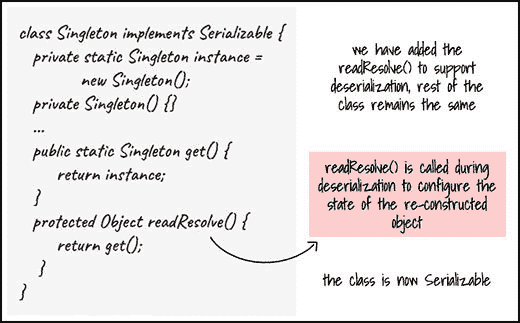 class Singleton implements Serializable {
private static Singleton instance =
new Singleton();
private Singleton() {}
...
public static Singleton get() {
return instance;
}
protected Object readResolve() {
return get();
}
}
we have added the
readResolve() to support
deserialization, rest of the
class remains the same
readResolve() is called during
deserialization to configure the
state of the re-constructed
object
the class is now Serializable